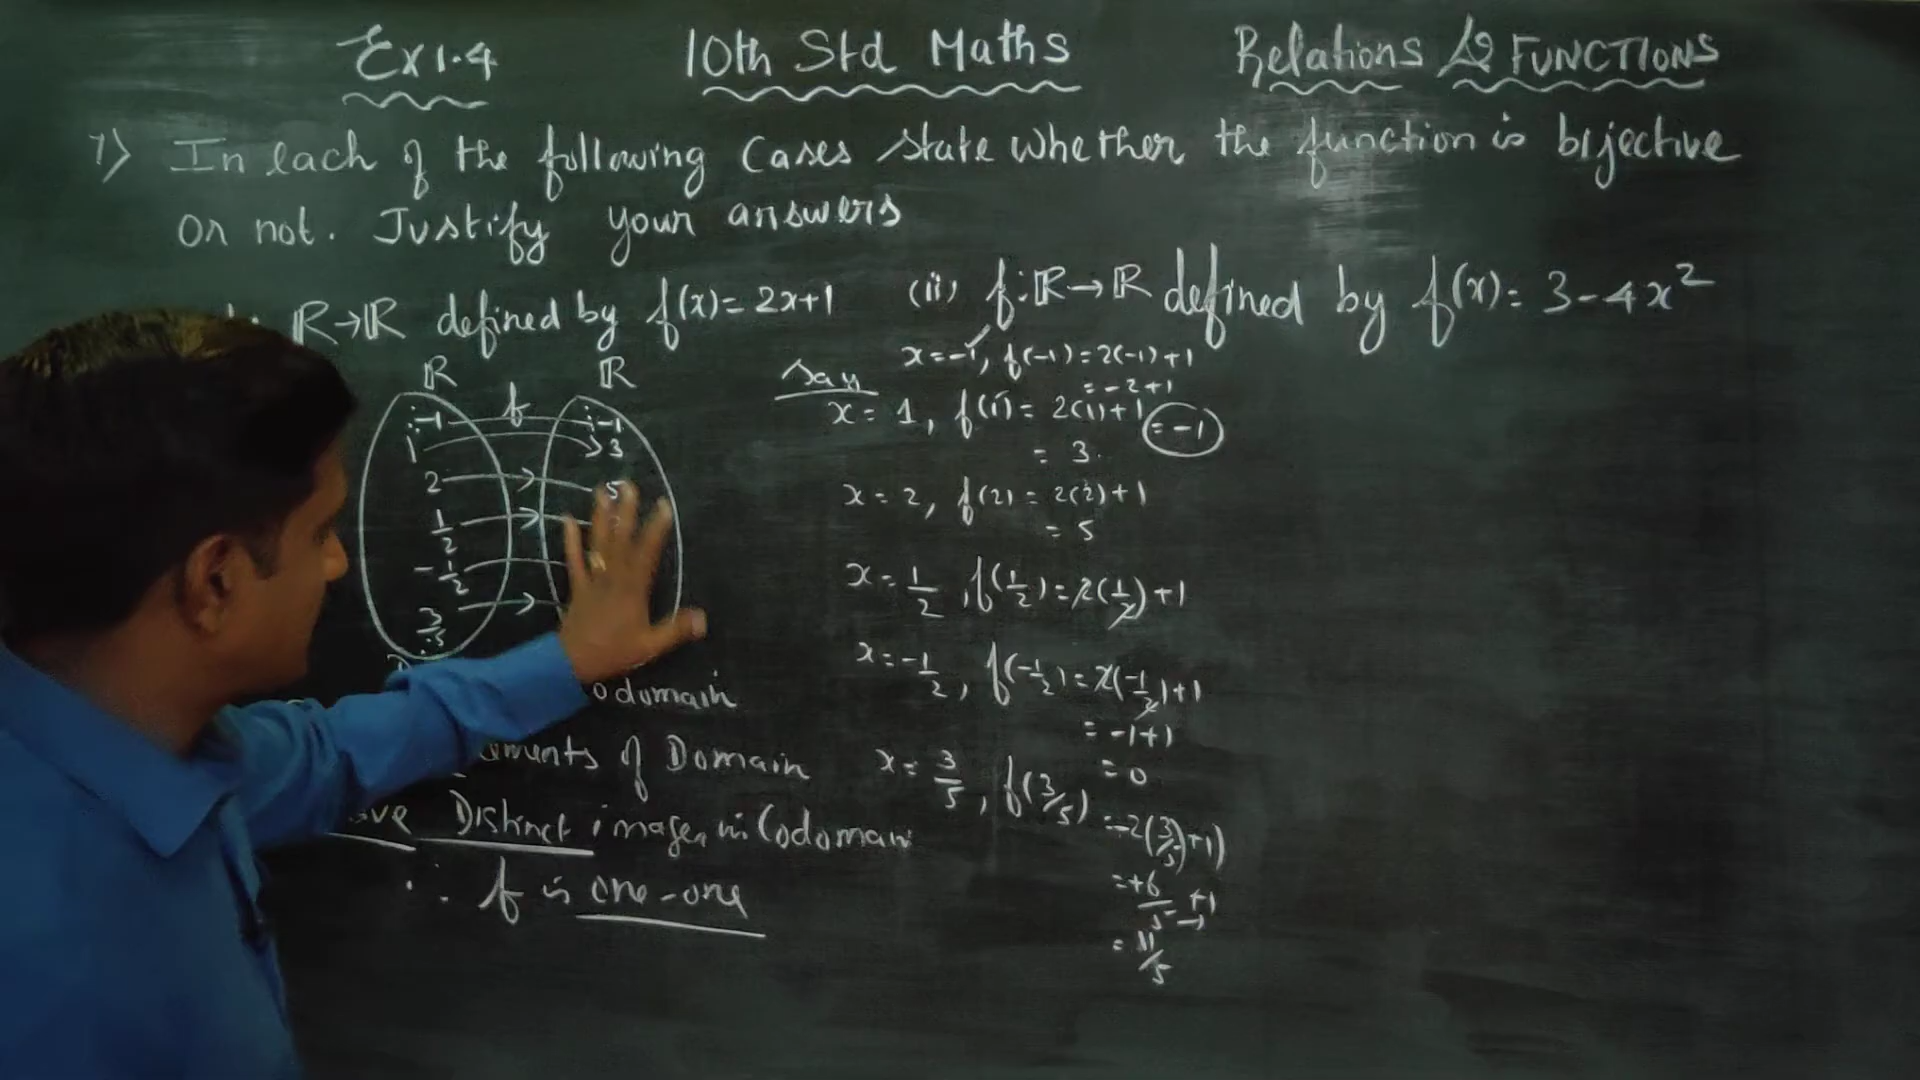 Ex 1.4 10th Std Maths Relations & FUNCTIONS
7) In each of the following Cases state whether the function is bijective
or not. Justify your answers
R→R defined by f(x)= 2x+1
(ii) f:R→R defined by f(x)= 3-4x²
R R
f
-1 -1
1 3
2 5
1/2
-1/2
3/5
odomain
ements of Domain
ove Distinct images in Codomain
∴ f is one-one
x=-1, f(-1)=2(-1)+1
=-2+1
= -1
Say
x=1, f(1)= 2(1)+1
= 3.
x=2, f(2)= 2(2)+1
= 5
x=1/2, f(1/2)=2(1/2)+1
x=-1/2, f(-1/2)=2(-1/2)+1
= -1+1
= 0
x=3/5, f(3/5) =2(3/5)+1)
=+6/5 +1
= 11/5